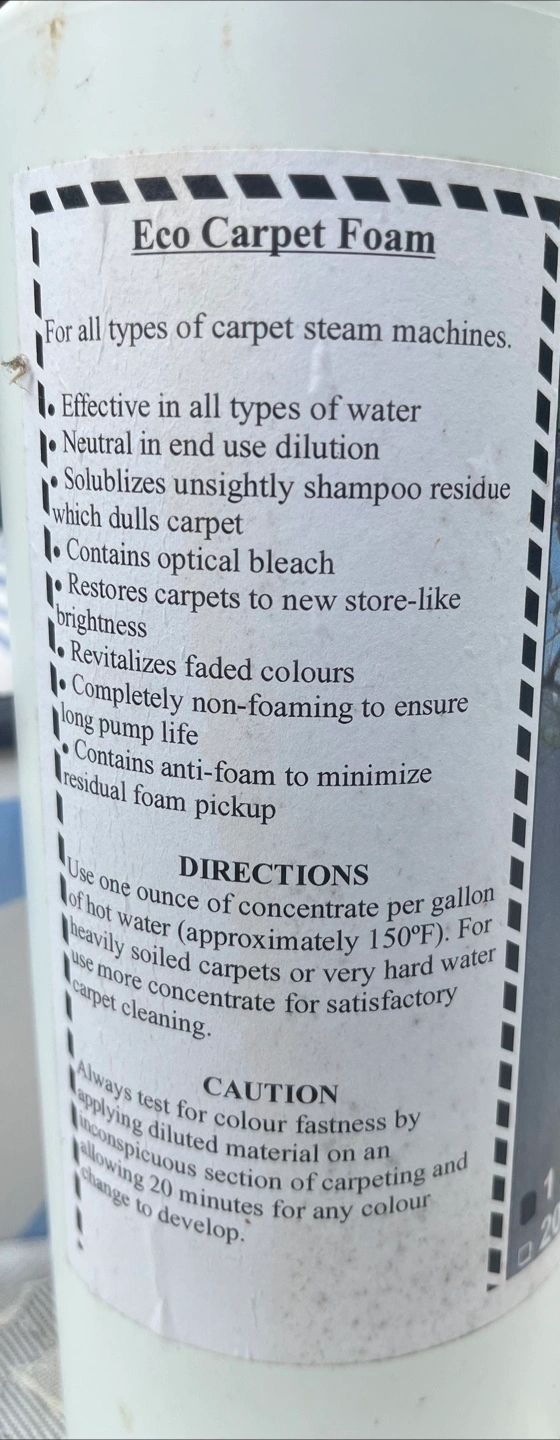 Eco Carpet Foam
For all types of carpet steam machines.
• Effective in all types of water
• Neutral in end use dilution
• Solublizes unsightly shampoo residue
which dulls carpet
• Contains optical bleach
• Restores carpets to new store-like
brightness
• Revitalizes faded colours
• Completely non-foaming to ensure
long pump life
• Contains anti-foam to minimize
residual foam pickup
DIRECTIONS
Use one ounce of concentrate per gallon
of hot water (approximately 150ºF). For
heavily soiled carpets or very hard water
use more concentrate for satisfactory
carpet cleaning.
CAUTION
Always test for colour fastness by
applying diluted material on an
inconspicuous section of carpeting and
allowing 20 minutes for any colour
change to develop.